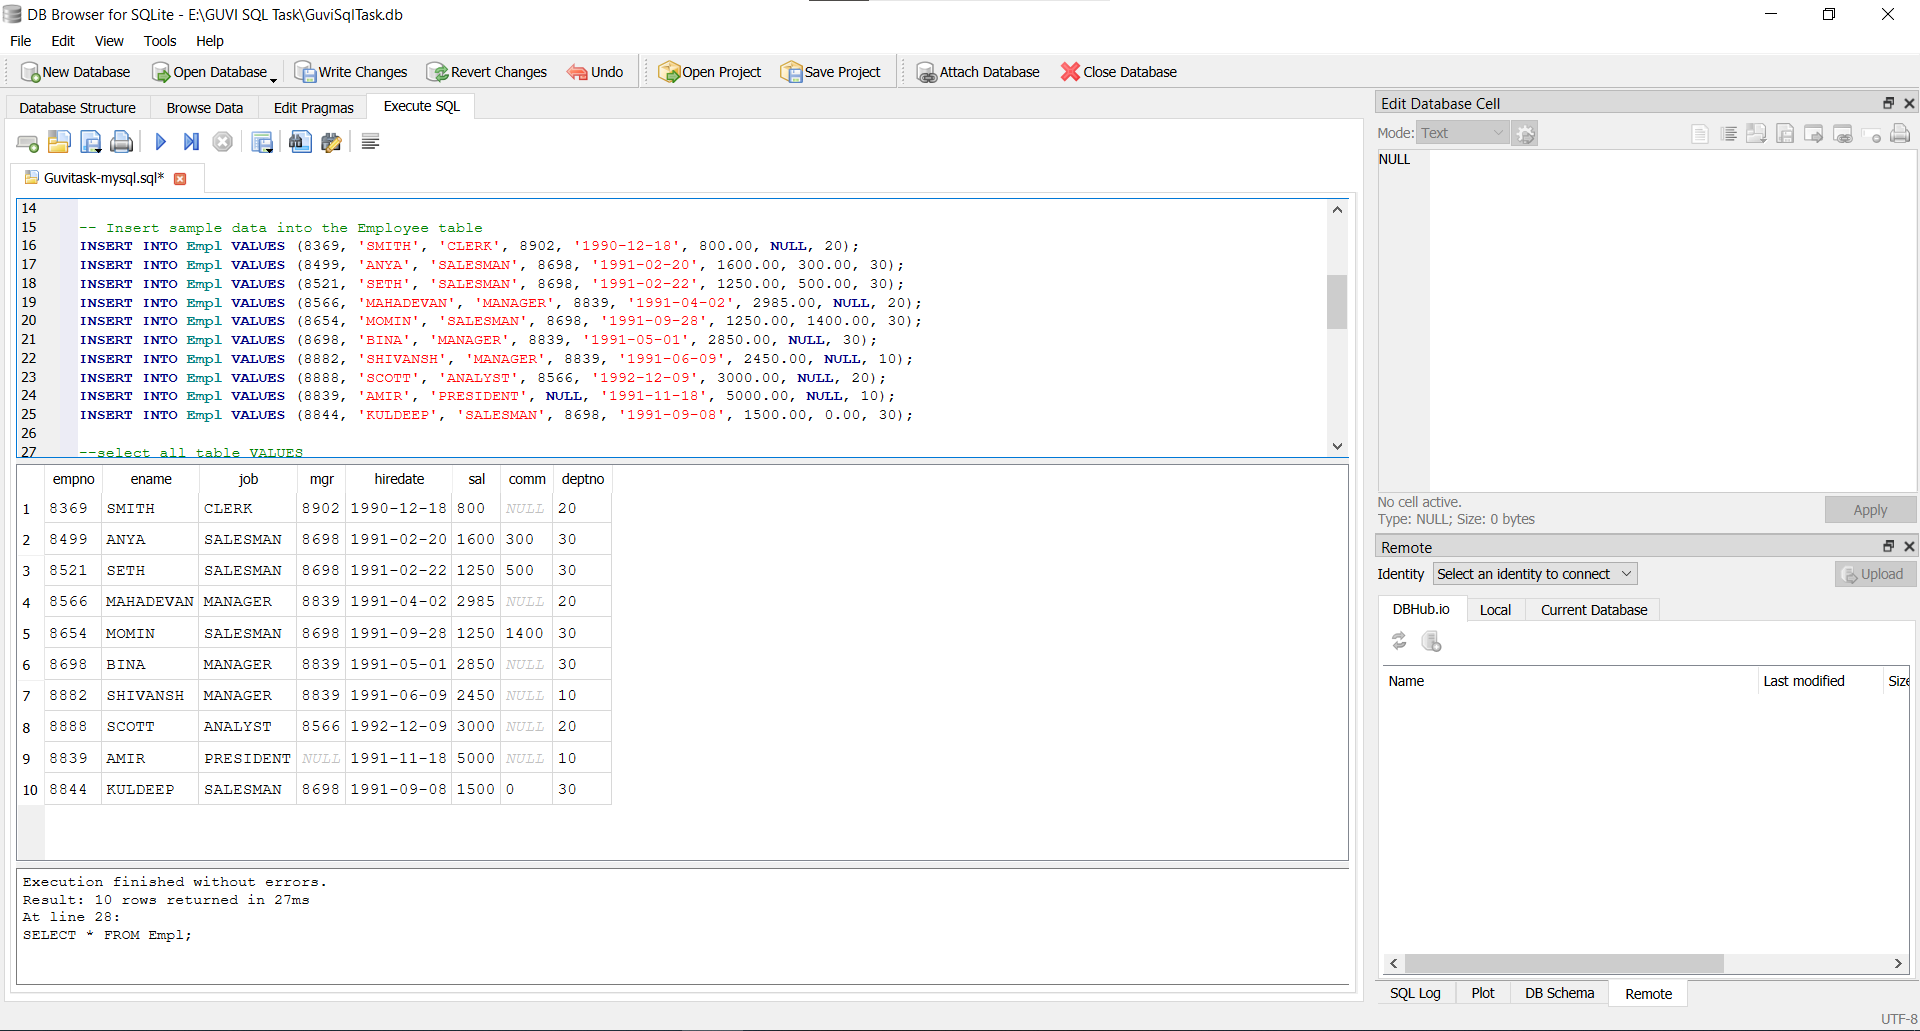 DB Browser for SQLite - E:\GUVI SQL Task\GuviSqlTask.db
File Edit View Tools Help
New Database Open Database Write Changes Revert Changes Undo Open Project Save Project Attach Database Close Database
Database Structure Browse Data Edit Pragmas Execute SQL
Guvitask-mysql.sql*
14
15 -- Insert sample data into the Employee table
16 INSERT INTO Empl VALUES (8369, 'SMITH', 'CLERK', 8902, '1990-12-18', 800.00, NULL, 20);
17 INSERT INTO Empl VALUES (8499, 'ANYA', 'SALESMAN', 8698, '1991-02-20', 1600.00, 300.00, 30);
18 INSERT INTO Empl VALUES (8521, 'SETH', 'SALESMAN', 8698, '1991-02-22', 1250.00, 500.00, 30);
19 INSERT INTO Empl VALUES (8566, 'MAHADEVAN', 'MANAGER', 8839, '1991-04-02', 2985.00, NULL, 20);
20 INSERT INTO Empl VALUES (8654, 'MOMIN', 'SALESMAN', 8698, '1991-09-28', 1250.00, 1400.00, 30);
21 INSERT INTO Empl VALUES (8698, 'BINA', 'MANAGER', 8839, '1991-05-01', 2850.00, NULL, 30);
22 INSERT INTO Empl VALUES (8882, 'SHIVANSH', 'MANAGER', 8839, '1991-06-09', 2450.00, NULL, 10);
23 INSERT INTO Empl VALUES (8888, 'SCOTT', 'ANALYST', 8566, '1992-12-09', 3000.00, NULL, 20);
24 INSERT INTO Empl VALUES (8839, 'AMIR', 'PRESIDENT', NULL, '1991-11-18', 5000.00, NULL, 10);
25 INSERT INTO Empl VALUES (8844, 'KULDEEP', 'SALESMAN', 8698, '1991-09-08', 1500.00, 0.00, 30);
26
27 --select all table VALUES
empno ename job mgr hiredate sal comm deptno
1 8369 SMITH CLERK 8902 1990-12-18 800 NULL 20
2 8499 ANYA SALESMAN 8698 1991-02-20 1600 300 30
3 8521 SETH SALESMAN 8698 1991-02-22 1250 500 30
4 8566 MAHADEVAN MANAGER 8839 1991-04-02 2985 NULL 20
5 8654 MOMIN SALESMAN 8698 1991-09-28 1250 1400 30
6 8698 BINA MANAGER 8839 1991-05-01 2850 NULL 30
7 8882 SHIVANSH MANAGER 8839 1991-06-09 2450 NULL 10
8 8888 SCOTT ANALYST 8566 1992-12-09 3000 NULL 20
9 8839 AMIR PRESIDENT NULL 1991-11-18 5000 NULL 10
10 8844 KULDEEP SALESMAN 8698 1991-09-08 1500 0 30
Execution finished without errors.
Result: 10 rows returned in 27ms
At line 28:
SELECT * FROM Empl;
Edit Database Cell
Mode: Text
NULL
No cell active.
Type: NULL; Size: 0 bytes
Apply
Remote
Identity Select an identity to connect Upload
DBHub.io Local Current Database
Name Last modified Size
SQL Log Plot DB Schema Remote
UTF-8